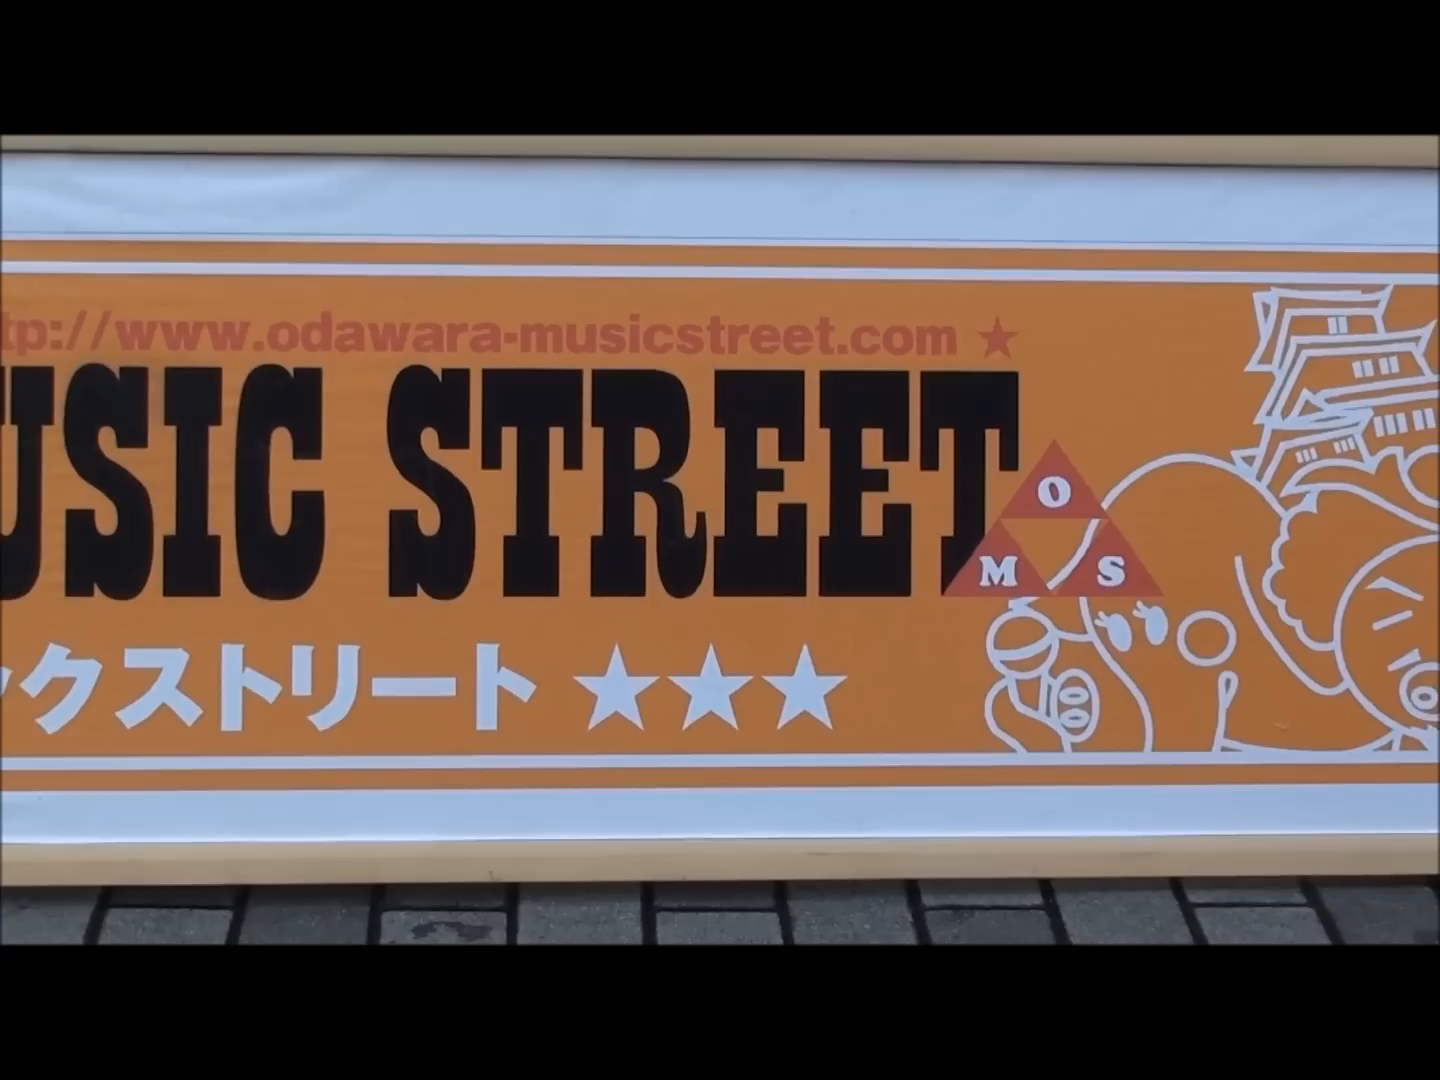 tp://www.odawara-musicstreet.com ★
USIC STREET
O
M S
ックストリート ★★★